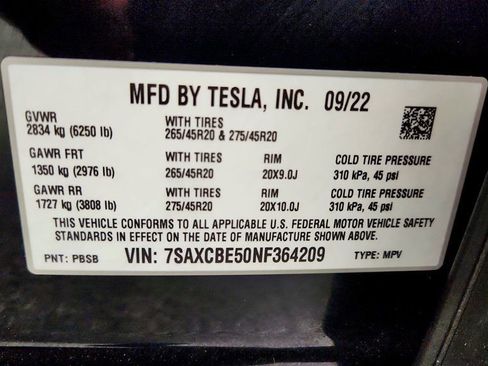 MFD BY TESLA, INC. 09/22
GVWR WITH TIRES
2834 kg (6250 lb) 265/45R20 & 275/45R20
GAWR FRT WITH TIRES RIM COLD TIRE PRESSURE
1350 kg (2976 lb) 265/45R20 20X9.0J 310 kPa, 45 psi
GAWR RR WITH TIRES RIM COLD TIRE PRESSURE
1727 kg (3808 lb) 275/45R20 20X10.0J 310 kPa, 45 psi
THIS VEHICLE CONFORMS TO ALL APPLICABLE U.S. FEDERAL MOTOR VEHICLE SAFETY
STANDARDS IN EFFECT ON THE DATE OF MANUFACTURE SHOWN ABOVE.
PNT: PBSB VIN: 7SAXCBE50NF364209 TYPE: MPV